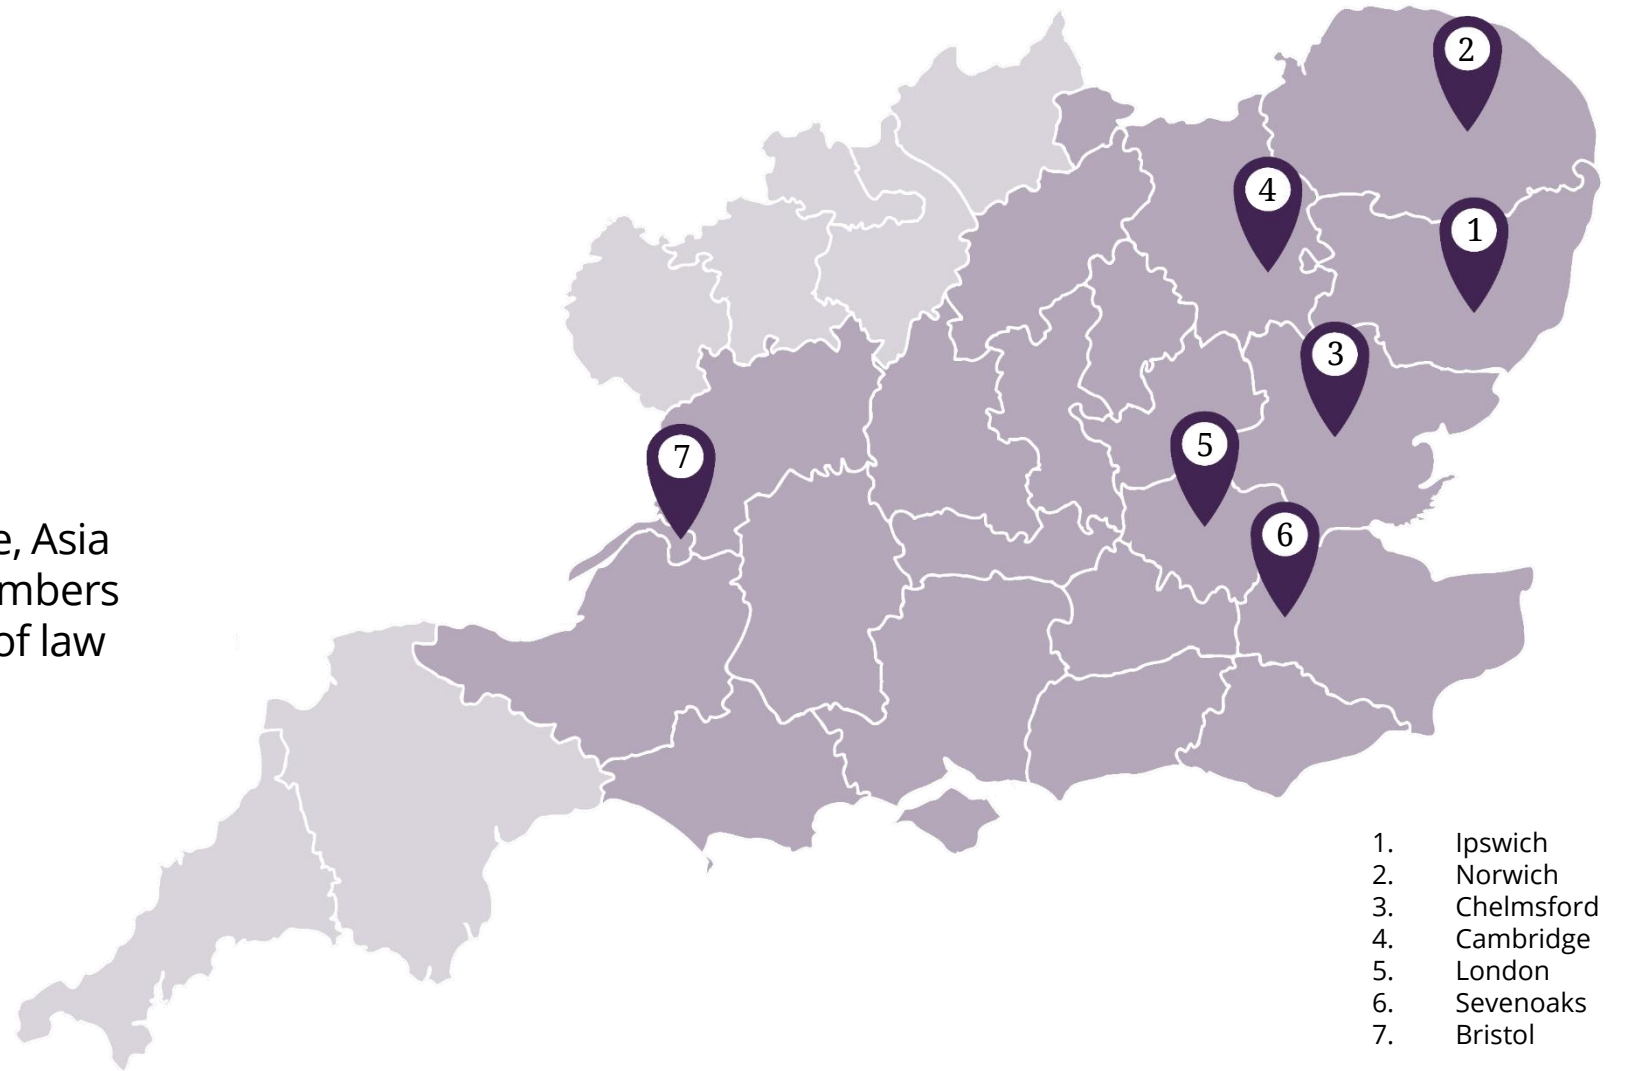 2
4
1
3
5
7
6
e, Asia
mbers
of law
1. Ipswich
2. Norwich
3. Chelmsford
4. Cambridge
5. London
6. Sevenoaks
7. Bristol